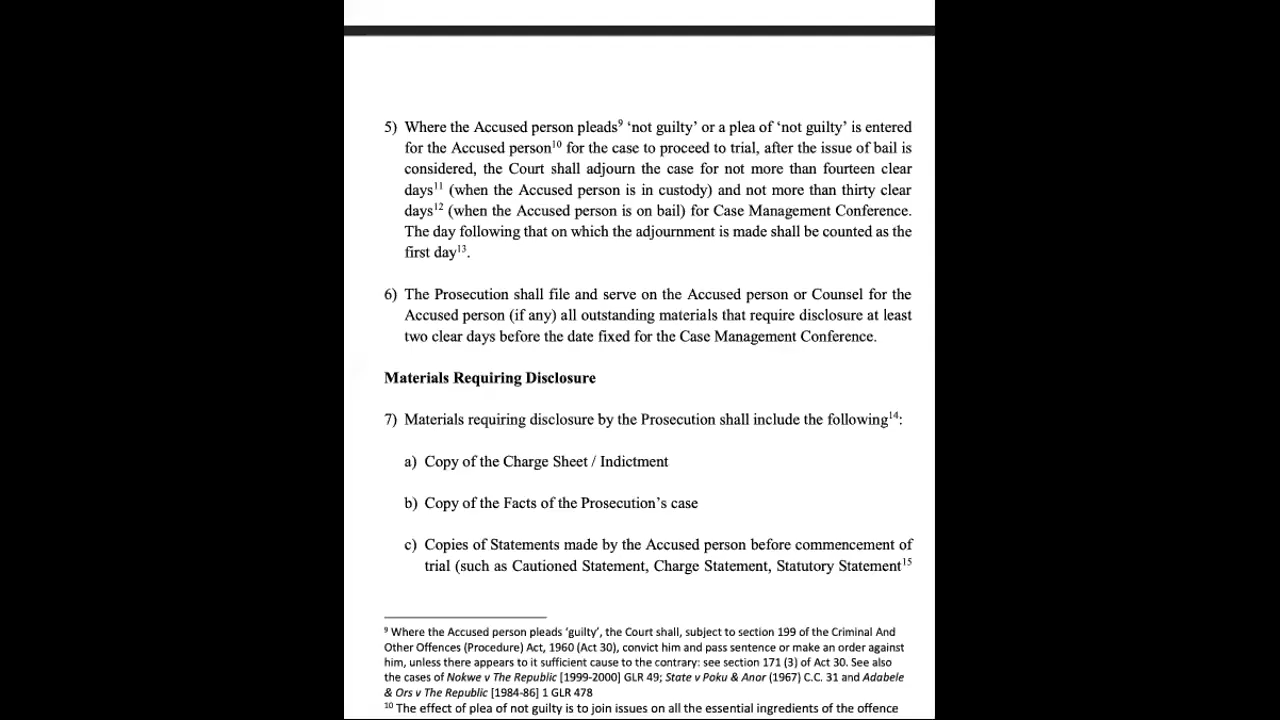 5) Where the Accused person pleads⁹ ‘not guilty’ or a plea of ‘not guilty’ is entered
for the Accused person¹⁰ for the case to proceed to trial, after the issue of bail is
considered, the Court shall adjourn the case for not more than fourteen clear
days¹¹ (when the Accused person is in custody) and not more than thirty clear
days¹² (when the Accused person is on bail) for Case Management Conference.
The day following that on which the adjournment is made shall be counted as the
first day¹³.
6) The Prosecution shall file and serve on the Accused person or Counsel for the
Accused person (if any) all outstanding materials that require disclosure at least
two clear days before the date fixed for the Case Management Conference.
Materials Requiring Disclosure
7) Materials requiring disclosure by the Prosecution shall include the following¹⁴:
a) Copy of the Charge Sheet / Indictment
b) Copy of the Facts of the Prosecution’s case
c) Copies of Statements made by the Accused person before commencement of
trial (such as Cautioned Statement, Charge Statement, Statutory Statement¹⁵
⁹ Where the Accused person pleads ‘guilty’, the Court shall, subject to section 199 of the Criminal And
Other Offences (Procedure) Act, 1960 (Act 30), convict him and pass sentence or make an order against
him, unless there appears to it sufficient cause to the contrary: see section 171 (3) of Act 30. See also
the cases of Nokwe v The Republic [1999-2000] GLR 49; State v Poku & Anor (1967) C.C. 31 and Adabele
& Ors v The Republic [1984-86] 1 GLR 478
¹⁰ The effect of plea of not guilty is to join issues on all the essential ingredients of the offence